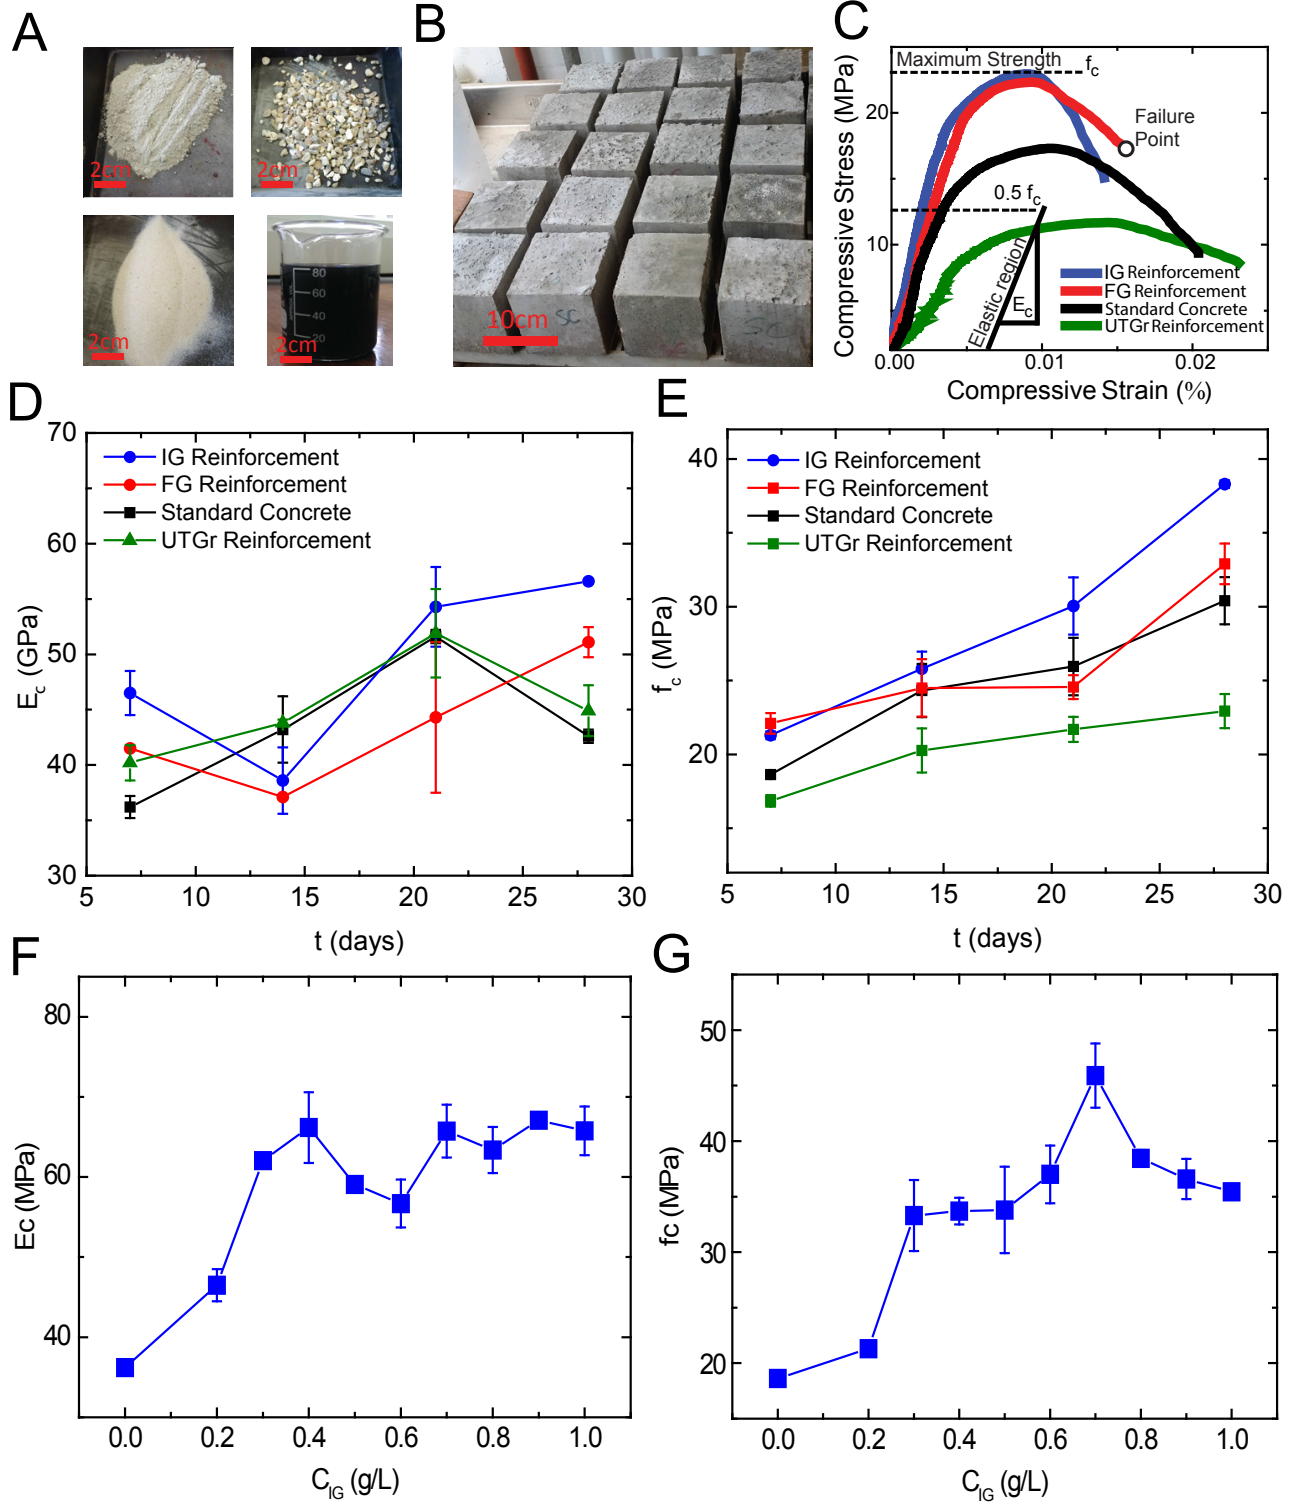 A
2cm
2cm
2cm
80
60
40
20
2cm
B
SC
10cm
C
Compressive Stress (MPa)
20
10
Maximum Strength
f_c
Failure
Point
0.5 f_c
Elastic region
E_c
IG Reinforcement
FG Reinforcement
Standard Concrete
UTGr Reinforcement
0.00
0.01
0.02
Compressive Strain (%)
D
E_c (GPa)
70
60
50
40
30
IG Reinforcement
FG Reinforcement
Standard Concrete
UTGr Reinforcement
5 10 15 20 25 30
t (days)
E
f_c (MPa)
40
30
20
IG Reinforcement
FG Reinforcement
Standard Concrete
UTGr Reinforcement
5 10 15 20 25 30
t (days)
F
Ec (MPa)
80
60
40
0.0 0.2 0.4 0.6 0.8 1.0
C_IG (g/L)
G
fc (MPa)
50
40
30
20
0.0 0.2 0.4 0.6 0.8 1.0
C_IG (g/L)